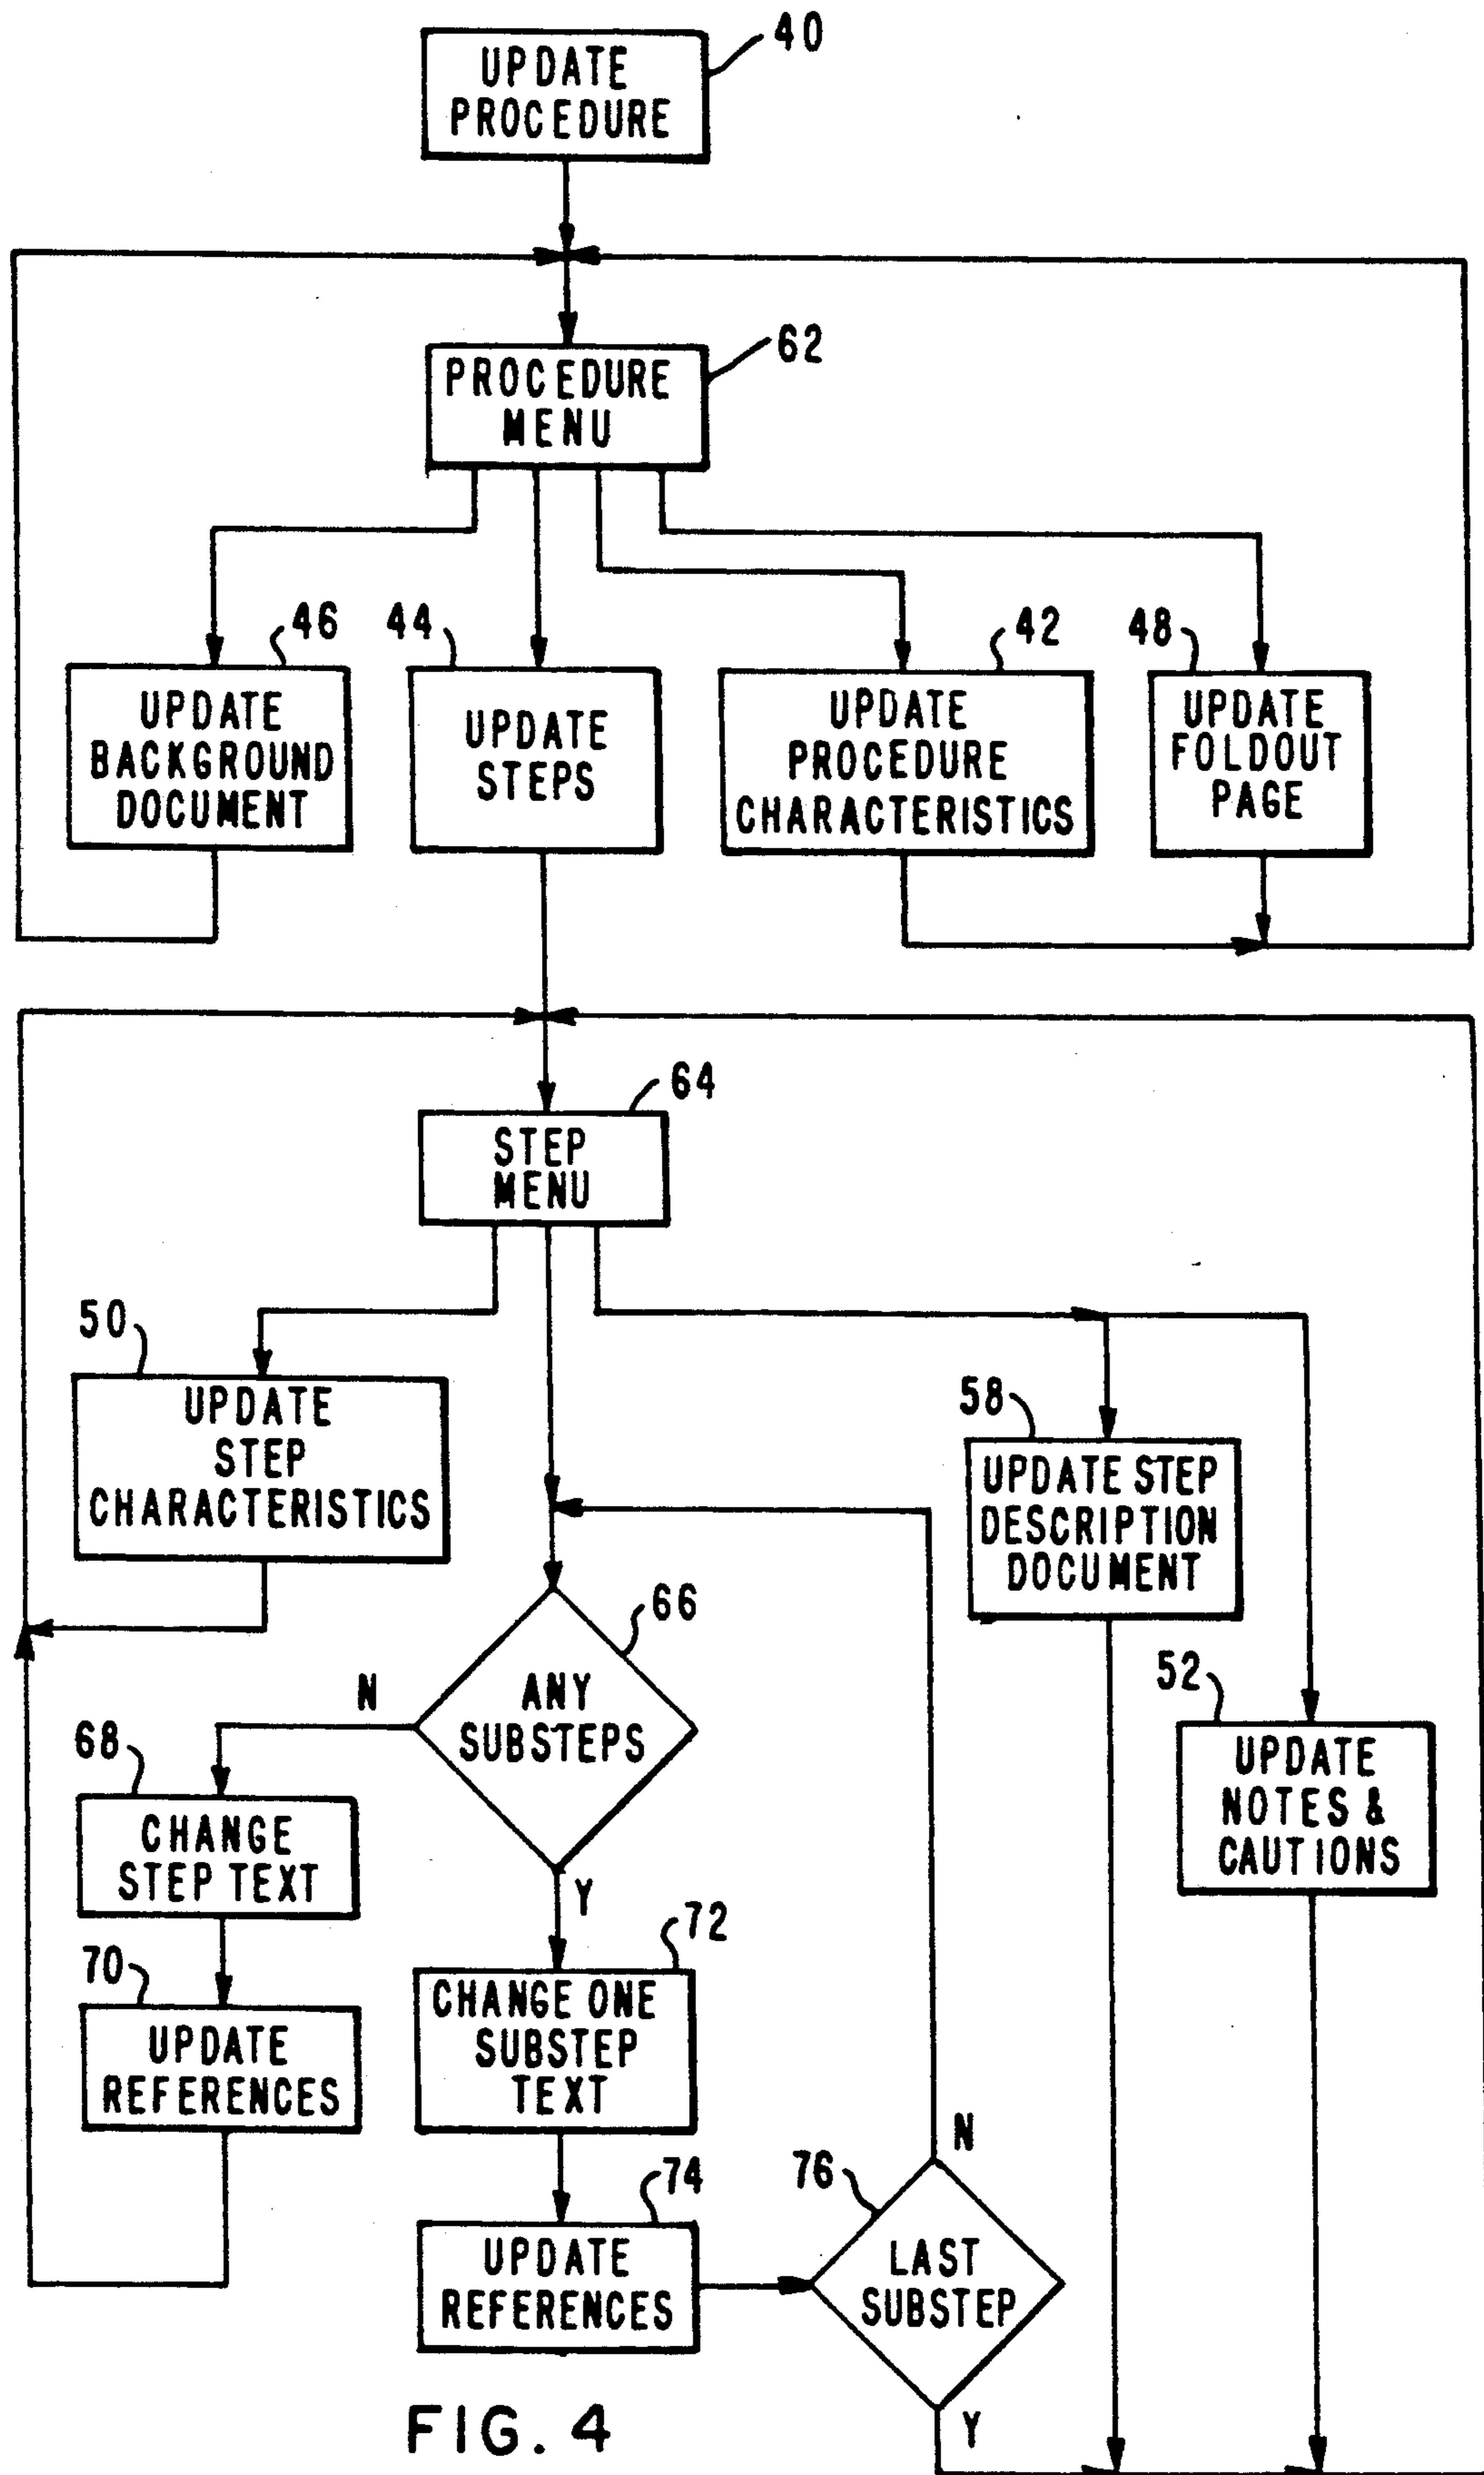 40
UPDATE
PROCEDURE
62
PROCEDURE
MENU
46
UPDATE
BACKGROUND
DOCUMENT
44
UPDATE
STEPS
42
UPDATE
PROCEDURE
CHARACTERISTICS
48
UPDATE
FOLDOUT
PAGE
64
STEP
MENU
50
UPDATE
STEP
CHARACTERISTICS
58
UPDATE STEP
DESCRIPTION
DOCUMENT
66
ANY
SUBSTEPS
N
Y
52
UPDATE
NOTES &
CAUTIONS
68
CHANGE
STEP TEXT
70
UPDATE
REFERENCES
72
CHANGE ONE
SUBSTEP
TEXT
74
UPDATE
REFERENCES
76
LAST
SUBSTEP
N
Y
FIG. 4